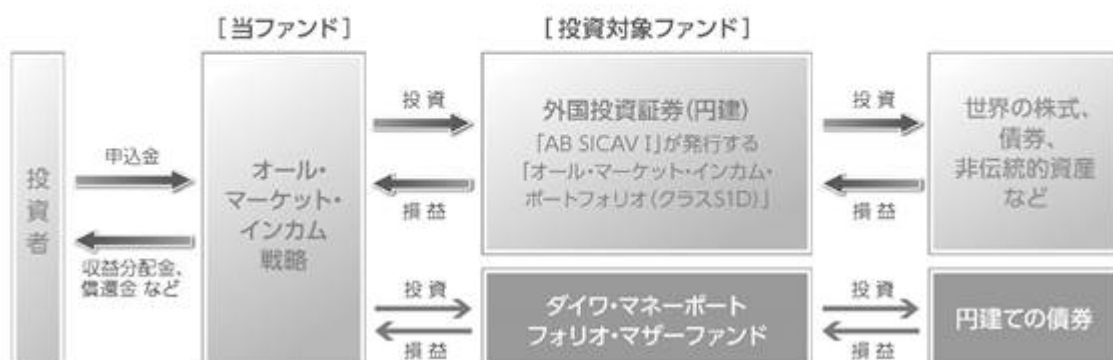 [当ファンド]
[投資対象ファンド]
投資者
申込金
収益分配金、
償還金 など
オール・
マーケット・
インカム
戦略
投資
損益
外国投資証券(円建)
「AB SICAV I」が発行する
「オール・マーケット・インカム・
ポートフォリオ(クラスS1D)」
投資
損益
世界の株式、
債券、
非伝統的資産
など
投資
損益
ダイワ・マネーポート
フォリオ・マザーファンド
投資
損益
円建ての債券